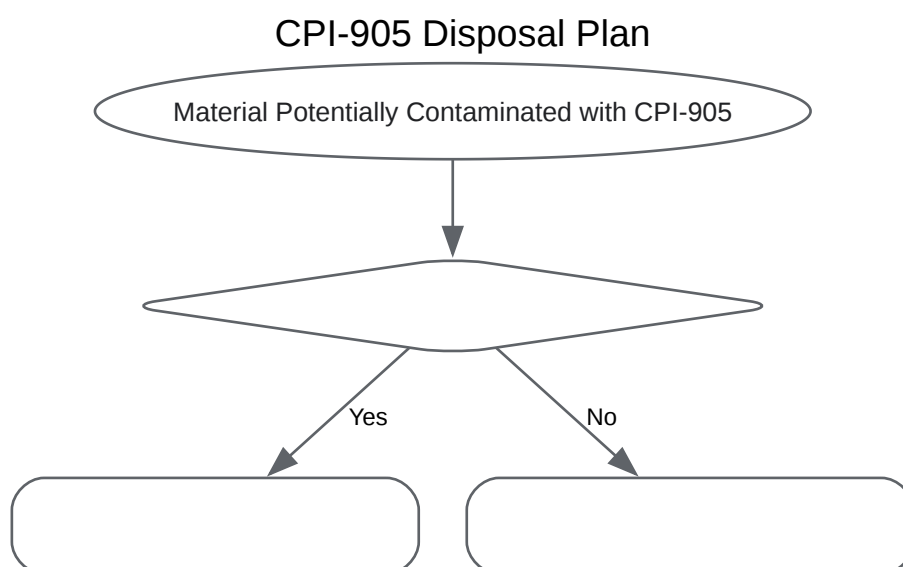 CPI-905 Disposal Plan
Material Potentially Contaminated with CPI-905
Yes
No